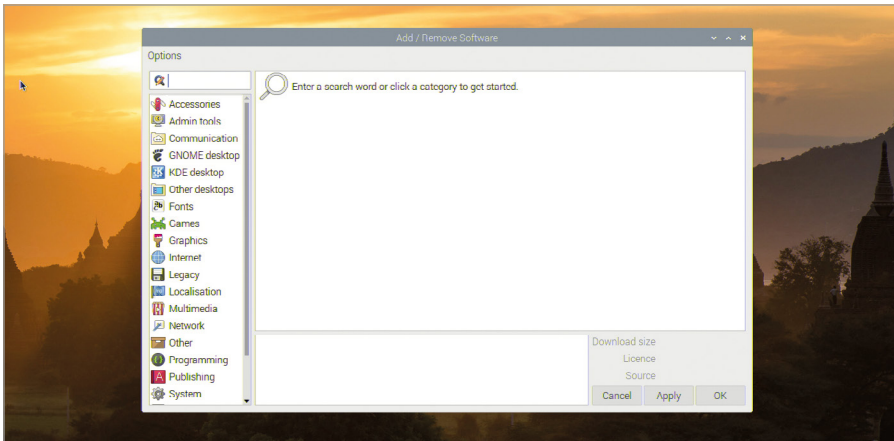 Add / Remove Software
Options
Enter a search word or click a category to get started.
Accessories
Admin tools
Communication
GNOME desktop
KDE desktop
Other desktops
Fonts
Games
Graphics
Internet
Legacy
Localisation
Multimedia
Network
Other
Programming
Publishing
System
Download size
Licence
Source
Cancel
Apply
OK